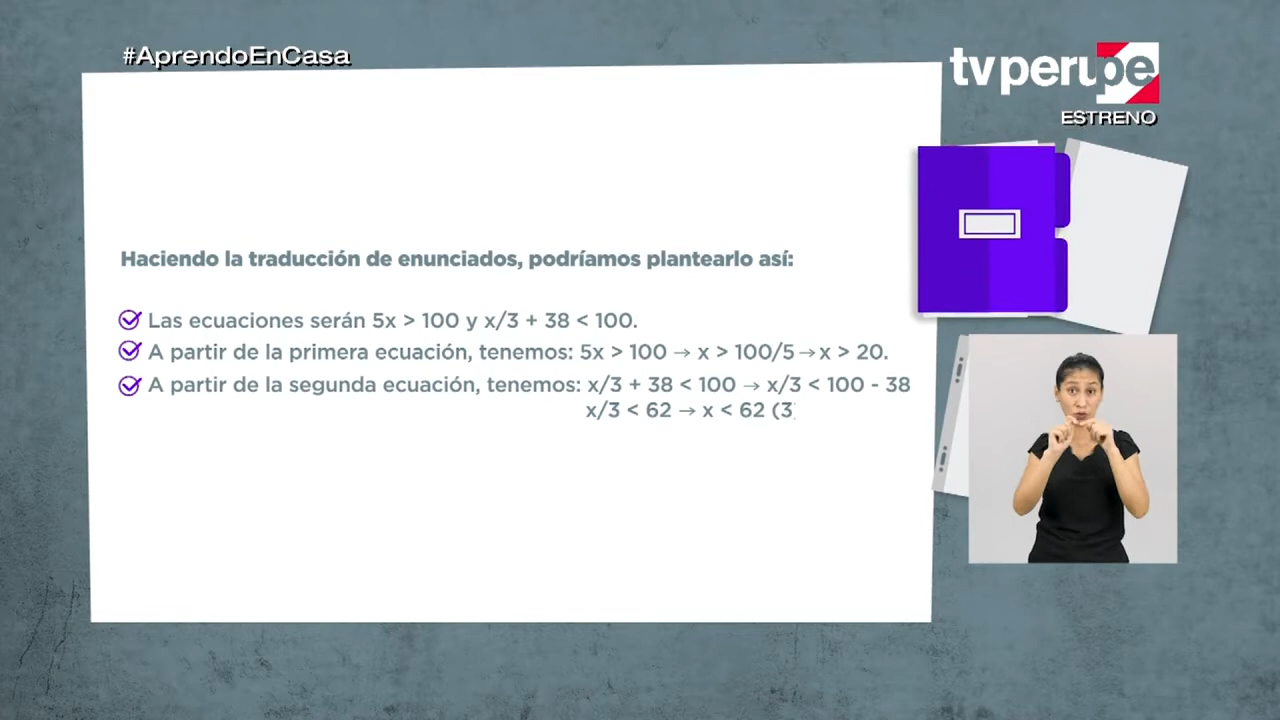 #AprendoEnCasa
tvperu.pe
ESTRENO
Haciendo la traducción de enunciados, podríamos plantearlo así:
Las ecuaciones serán 5x > 100 y x/3 + 38 < 100.
A partir de la primera ecuación, tenemos: 5x > 100 → x > 100/5 → x > 20.
A partir de la segunda ecuación, tenemos: x/3 + 38 < 100 → x/3 < 100 - 38
x/3 < 62 → x < 62 (3